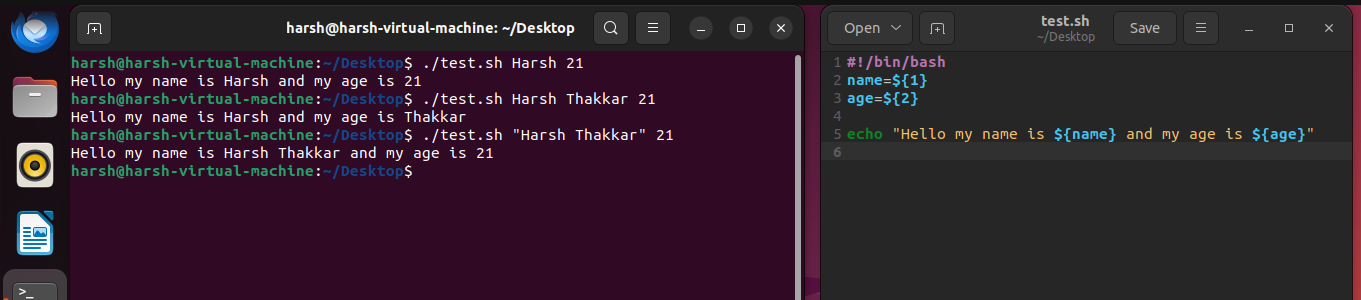 harsh@harsh-virtual-machine: ~/Desktop
harsh@harsh-virtual-machine:~/Desktop$ ./test.sh Harsh 21
Hello my name is Harsh and my age is 21
harsh@harsh-virtual-machine:~/Desktop$ ./test.sh Harsh Thakkar 21
Hello my name is Harsh and my age is Thakkar
harsh@harsh-virtual-machine:~/Desktop$ ./test.sh "Harsh Thakkar" 21
Hello my name is Harsh Thakkar and my age is 21
harsh@harsh-virtual-machine:~/Desktop$
>_
Open
test.sh
~/Desktop
Save
1 #!/bin/bash
2 name=${1}
3 age=${2}
4
5 echo "Hello my name is ${name} and my age is ${age}"
6